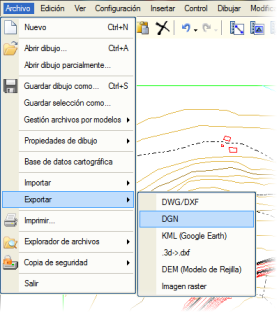 Archivo Edición Ver Configuración Insertar Control Dibujar
Nuevo Ctrl+N
Abrir dibujo... Ctrl+A
Abrir dibujo parcialmente...
Guardar dibujo como... Ctrl+S
Guardar selección como...
Gestión archivos por modelos
Propiedades de dibujo
Base de datos cartográfica
Importar
Exportar
DWG/DXF
Imprimir...
DGN
Explorador de archivos
KML (Google Earth)
Copia de seguridad
.3d->.dxf
Salir
DEM (Modelo de Rejilla)
Imagen raster